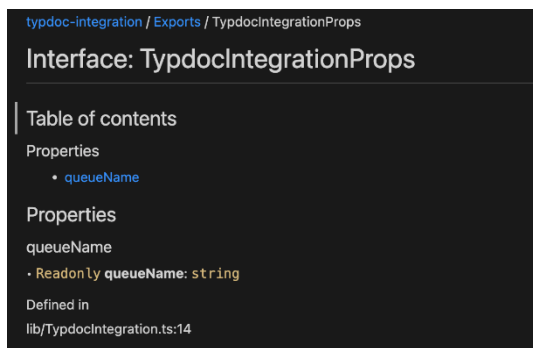 typdoc-integration / Exports / TypdocIntegrationProps
Interface: TypdocIntegrationProps
Table of contents
Properties
• queueName
Properties
queueName
• Readonly queueName: string
Defined in
lib/TypdocIntegration.ts:14